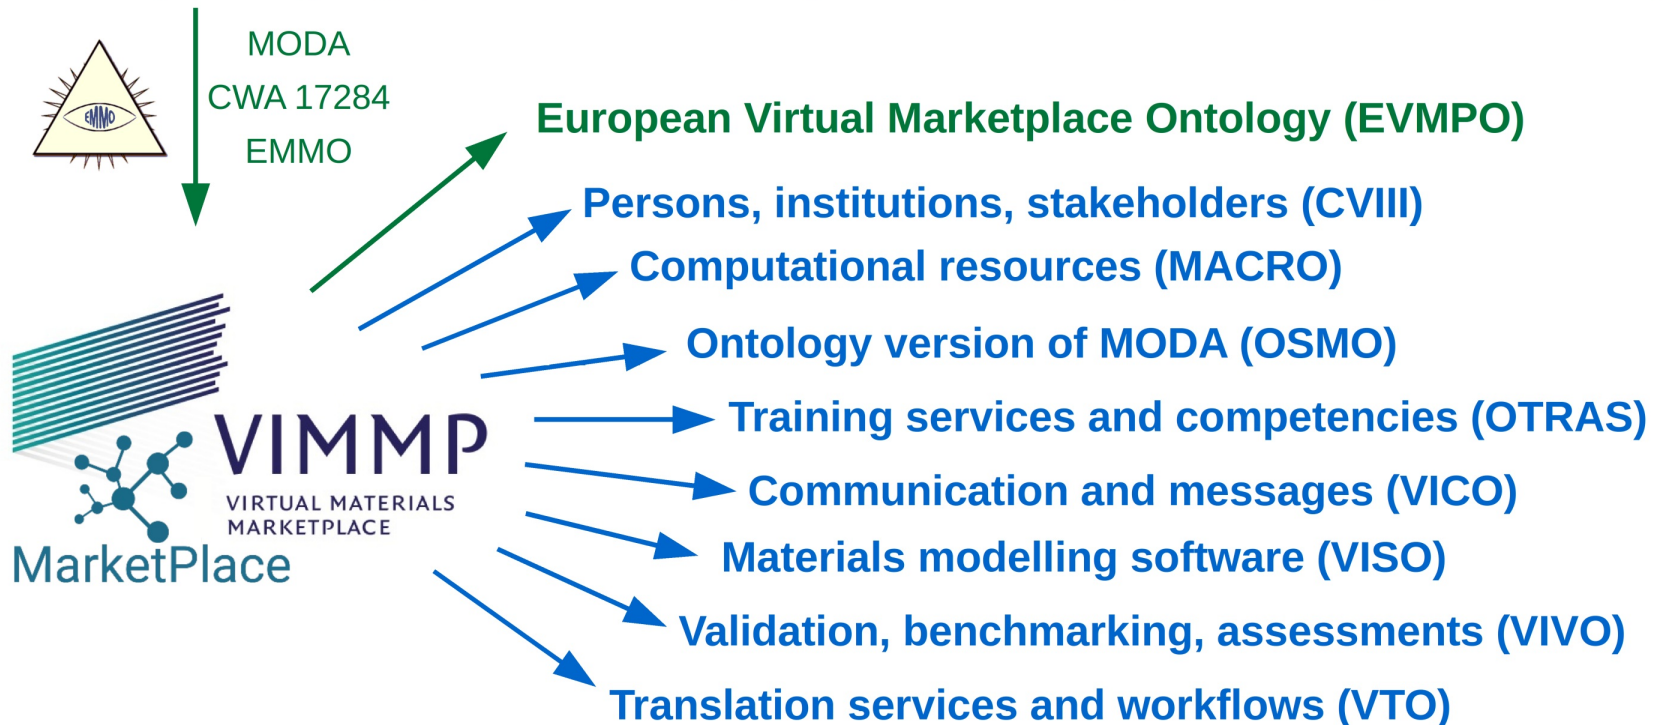 MODA
CWA 17284
EMMO
EMMO
European Virtual Marketplace Ontology (EVMPO)
Persons, institutions, stakeholders (CVIII)
Computational resources (MACRO)
Ontology version of MODA (OSMO)
Training services and competencies (OTRAS)
Communication and messages (VICO)
Materials modelling software (VISO)
Validation, benchmarking, assessments (VIVO)
Translation services and workflows (VTO)
VIMMP
VIRTUAL MATERIALS
MARKETPLACE
MarketPlace